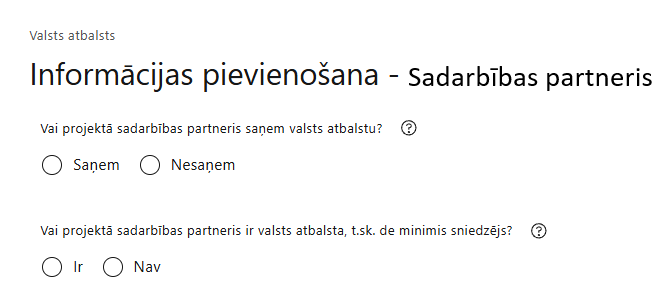 Valsts atbalsts
Informācijas pievienošana - Sadarbības partneris
Vai projektā sadarbības partneris saņem valsts atbalstu? ?
Saņem Nesaņem
Vai projektā sadarbības partneris ir valsts atbalsta, t.sk. de minimis sniedzējs? ?
Ir Nav